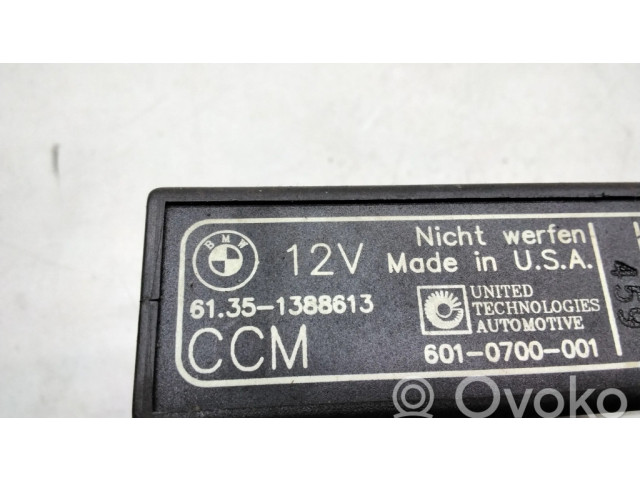 BMW
12V
Nicht werfen
Made in U.S.A.
61.35-1388613
UNITED
TECHNOLOGIES
AUTOMOTIVE
CCM
601-0700-001
Ovoko